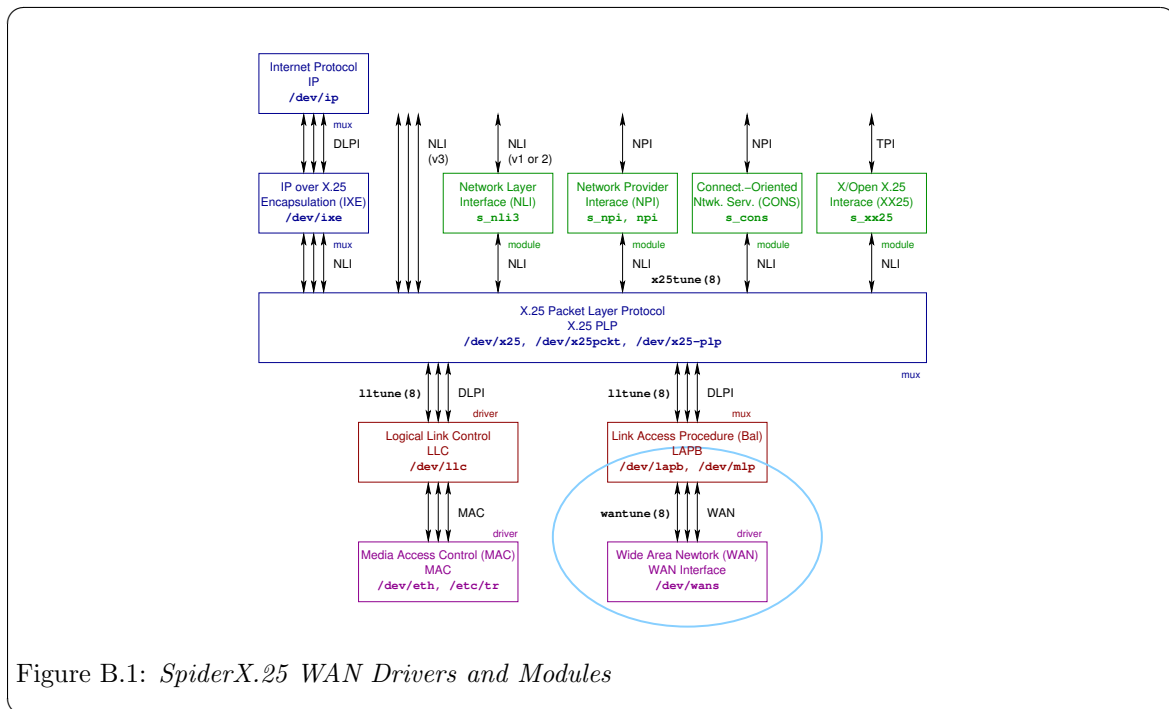 Internet Protocol
IP
/dev/ip
mux
DLPI
NLI
(v3)
NLI
(v1 or 2)
NPI
NPI
TPI
IP over X.25
Encapsulation (IXE)
/dev/ixe
Network Layer
Interface (NLI)
s_nli3
Network Provider
Interace (NPI)
s_npi, npi
Connect.-Oriented
Ntwk. Serv. (CONS)
s_cons
X/Open X.25
Interace (XX25)
s_xx25
mux
NLI
module
NLI
module
NLI
module
NLI
module
NLI
x25tune(8)
X.25 Packet Layer Protocol
X.25 PLP
/dev/x25, /dev/x25pckt, /dev/x25-plp
mux
lltune(8)
DLPI
lltune(8)
DLPI
driver
mux
Logical Link Control
LLC
/dev/llc
Link Access Procedure (Bal)
LAPB
/dev/lapb, /dev/mlp
MAC
wantune(8)
WAN
driver
driver
Media Access Control (MAC)
MAC
/dev/eth, /etc/tr
Wide Area Newtork (WAN)
WAN Interface
/dev/wans
Figure B.1: SpiderX.25 WAN Drivers and Modules